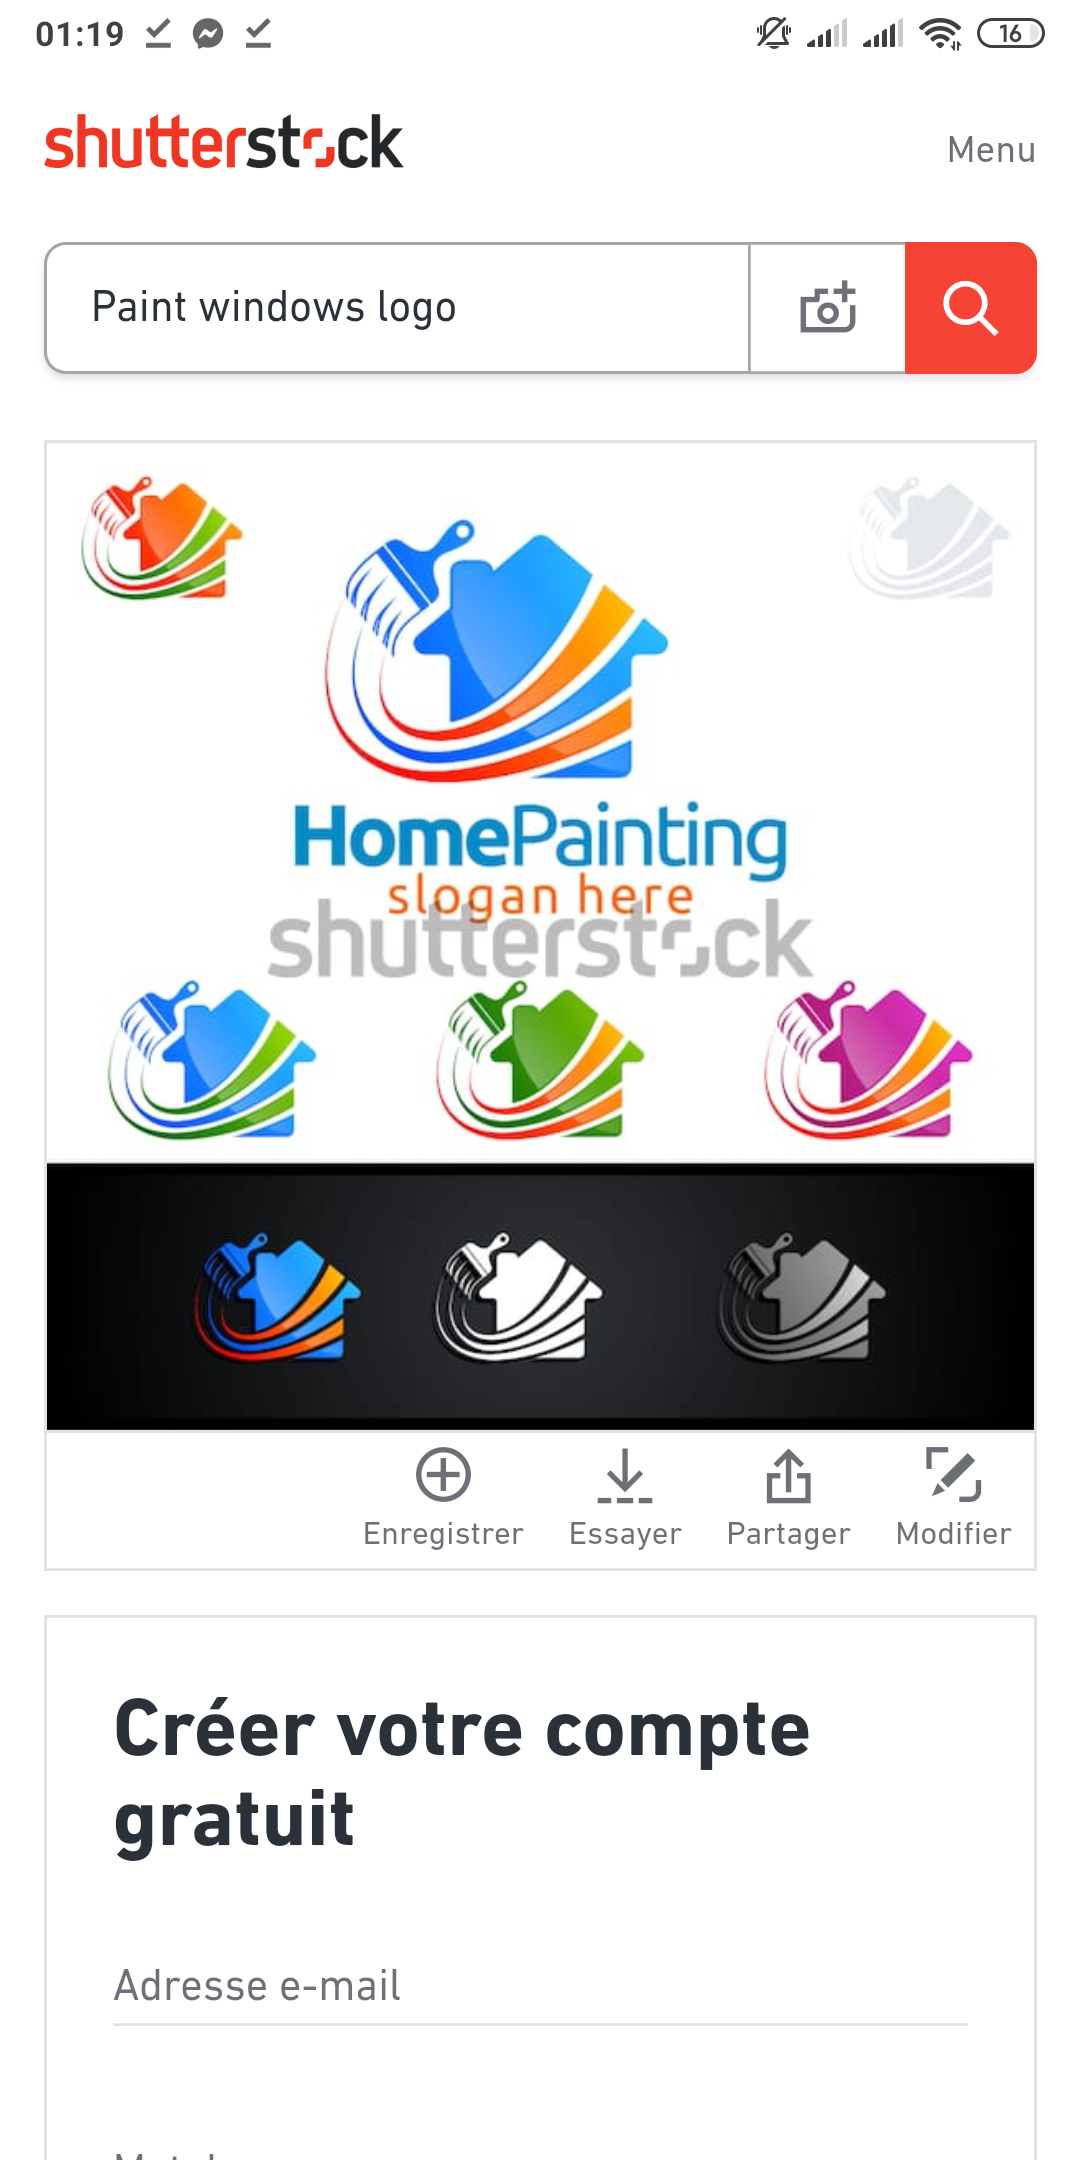 01:19
16
shutterstock
Menu
Paint windows logo
HomePainting
slogan here
shutterstock
Enregistrer
Essayer
Partager
Modifier
Créer votre compte
gratuit
Adresse e-mail